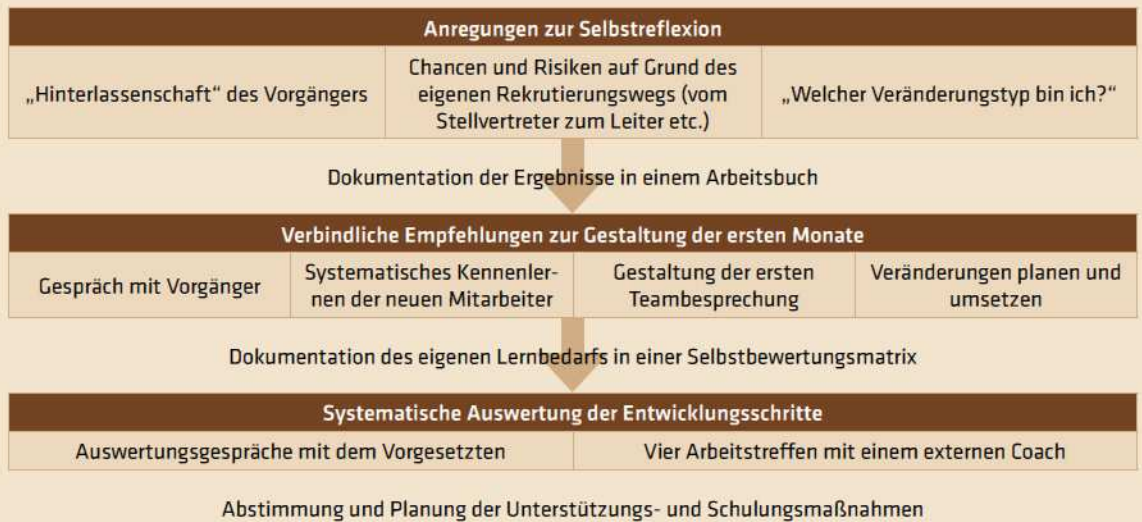 Anregungen zur Selbstreflexion
„Hinterlassenschaft“ des Vorgängers
Chancen und Risiken auf Grund des
eigenen Rekrutierungswegs (vom
Stellvertreter zum Leiter etc.)
„Welcher Veränderungstyp bin ich?“
Dokumentation der Ergebnisse in einem Arbeitsbuch
Verbindliche Empfehlungen zur Gestaltung der ersten Monate
Gespräch mit Vorgänger
Systematisches Kennenler-
nen der neuen Mitarbeiter
Gestaltung der ersten
Teambesprechung
Veränderungen planen und
umsetzen
Dokumentation des eigenen Lernbedarfs in einer Selbstbewertungsmatrix
Systematische Auswertung der Entwicklungsschritte
Auswertungsgespräche mit dem Vorgesetzten
Vier Arbeitstreffen mit einem externen Coach
Abstimmung und Planung der Unterstützungs- und Schulungsmaßnahmen